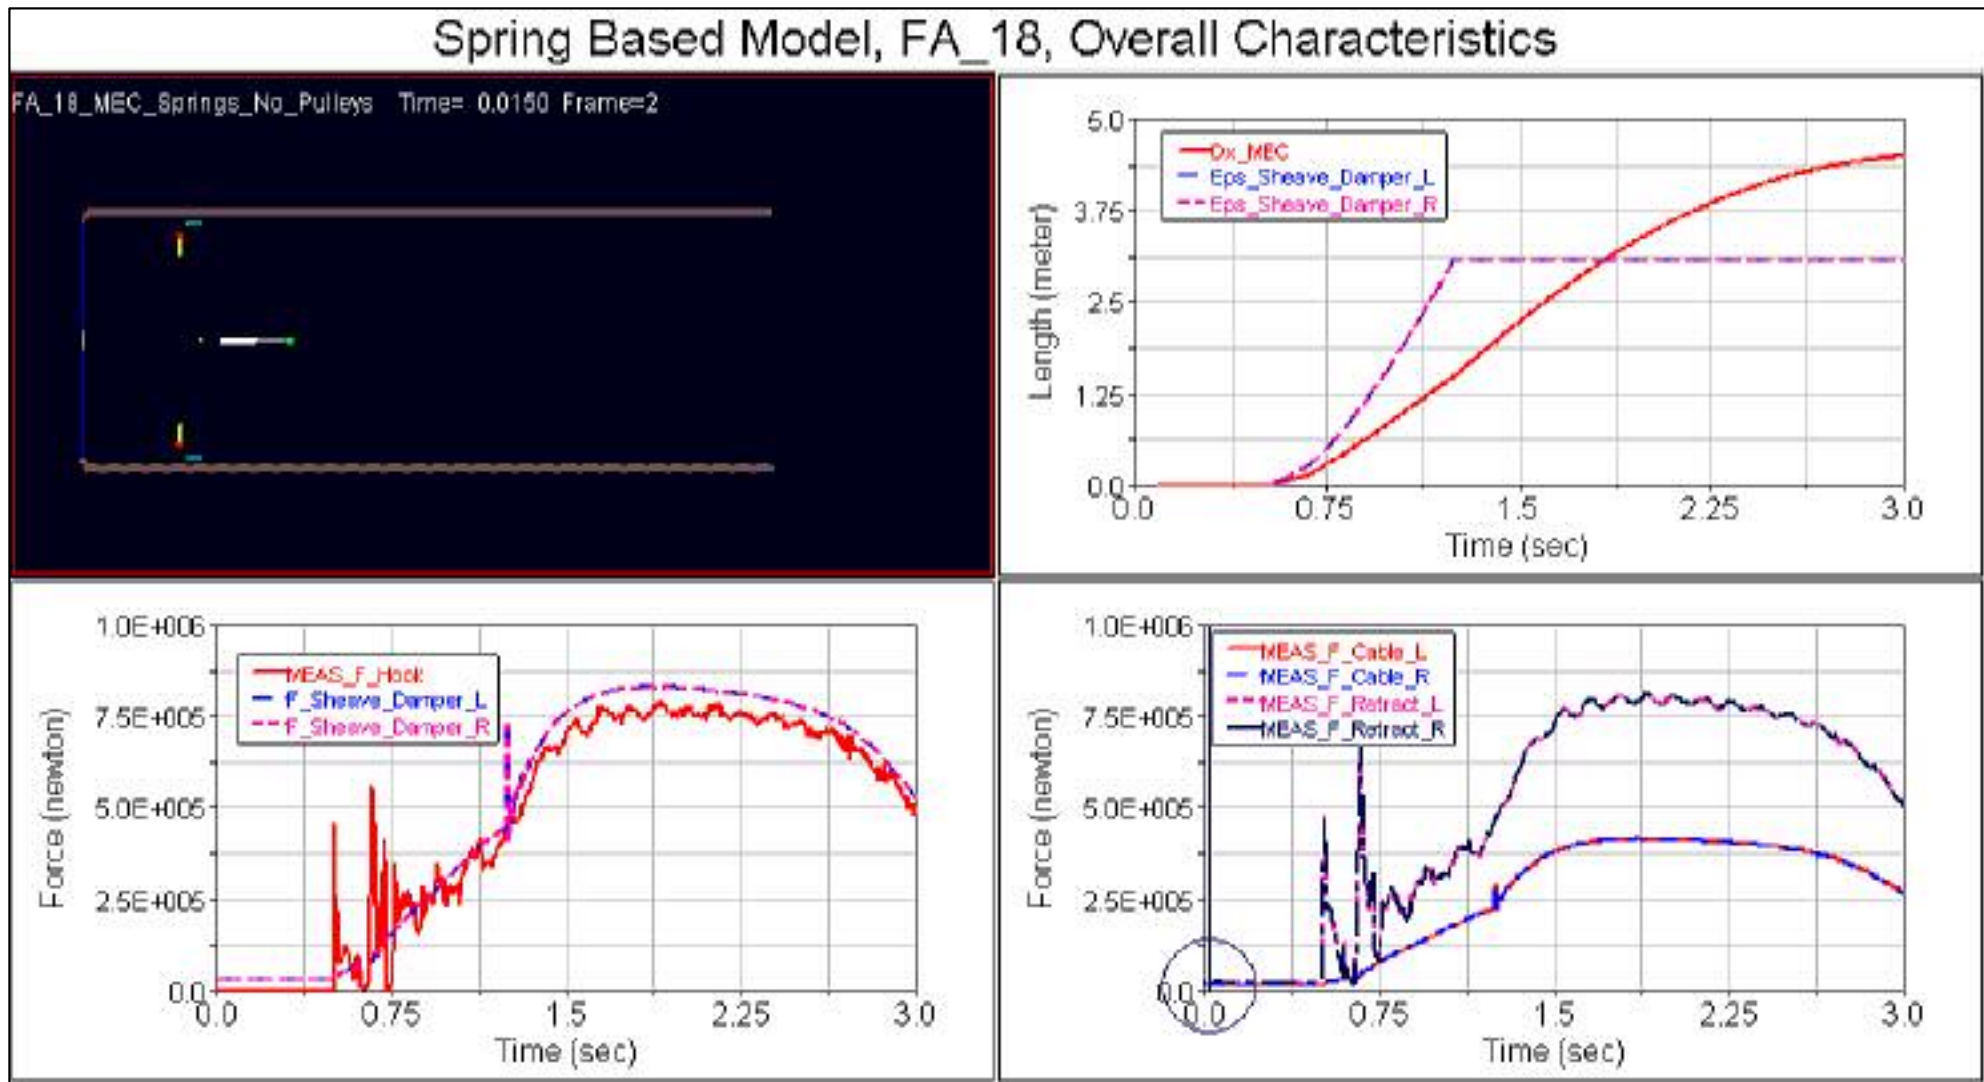 Spring Based Model, FA_18, Overall Characteristics
FA_18_MEC_Springs_No_Pulleys Time= 0.0150 Frame=2
5.0
3.75
2.5
1.25
0.0
Length (meter)
Dx_MEC
Eps_Sheave_Damper_L
Eps_Sheave_Damper_R
0.0 0.75 1.5 2.25 3.0
Time (sec)
1.0E+006
7.5E+005
5.0E+005
2.5E+005
0.0
Force (newton)
MEAS_F_Hook
fF_Sheave_Damper_L
fF_Sheave_Damper_R
0.0 0.75 1.5 2.25 3.0
Time (sec)
1.0E+006
7.5E+005
5.0E+005
2.5E+005
0.0
Force (newton)
MEAS_F_Cable_L
MEAS_F_Cable_R
MEAS_F_Retract_L
MEAS_F_Retract_R
0.0 0.75 1.5 2.25 3.0
Time (sec)